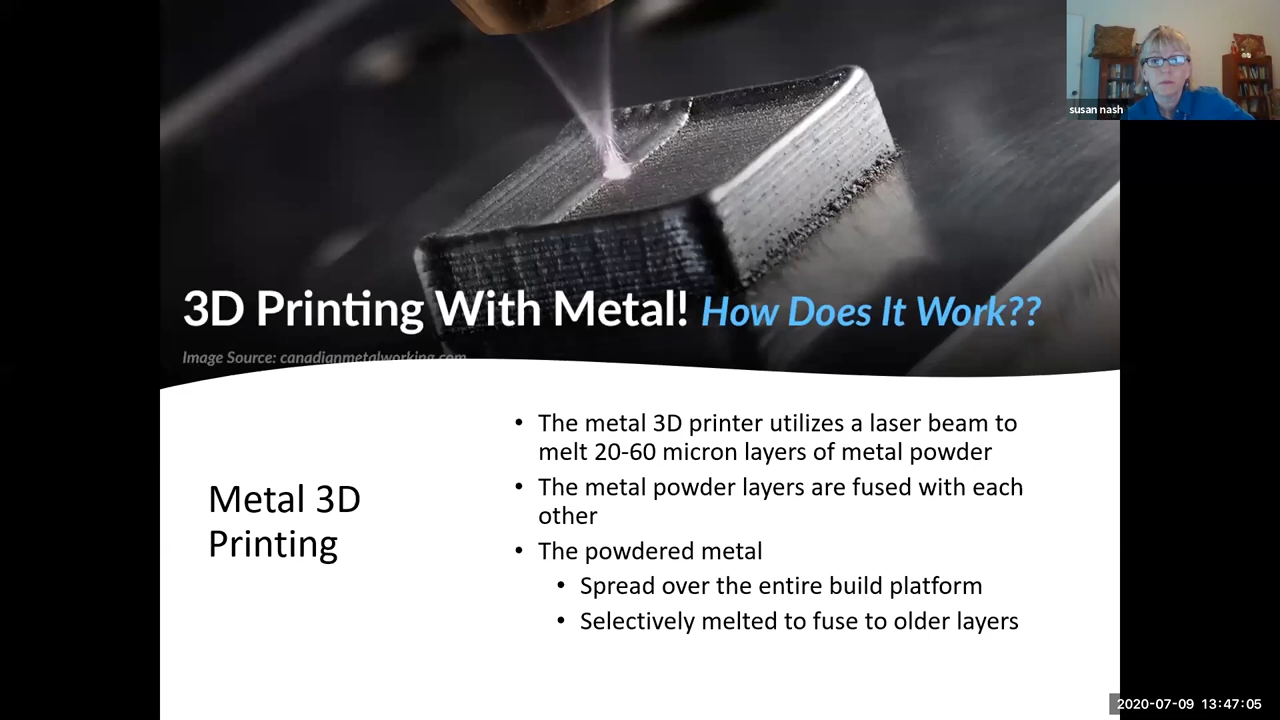 susan nash
3D Printing With Metal! How Does It Work??
Image Source: canadianmetalworking.com
Metal 3D
Printing
• The metal 3D printer utilizes a laser beam to
melt 20-60 micron layers of metal powder
• The metal powder layers are fused with each
other
• The powdered metal
• Spread over the entire build platform
• Selectively melted to fuse to older layers
2020-07-09 13:47:05